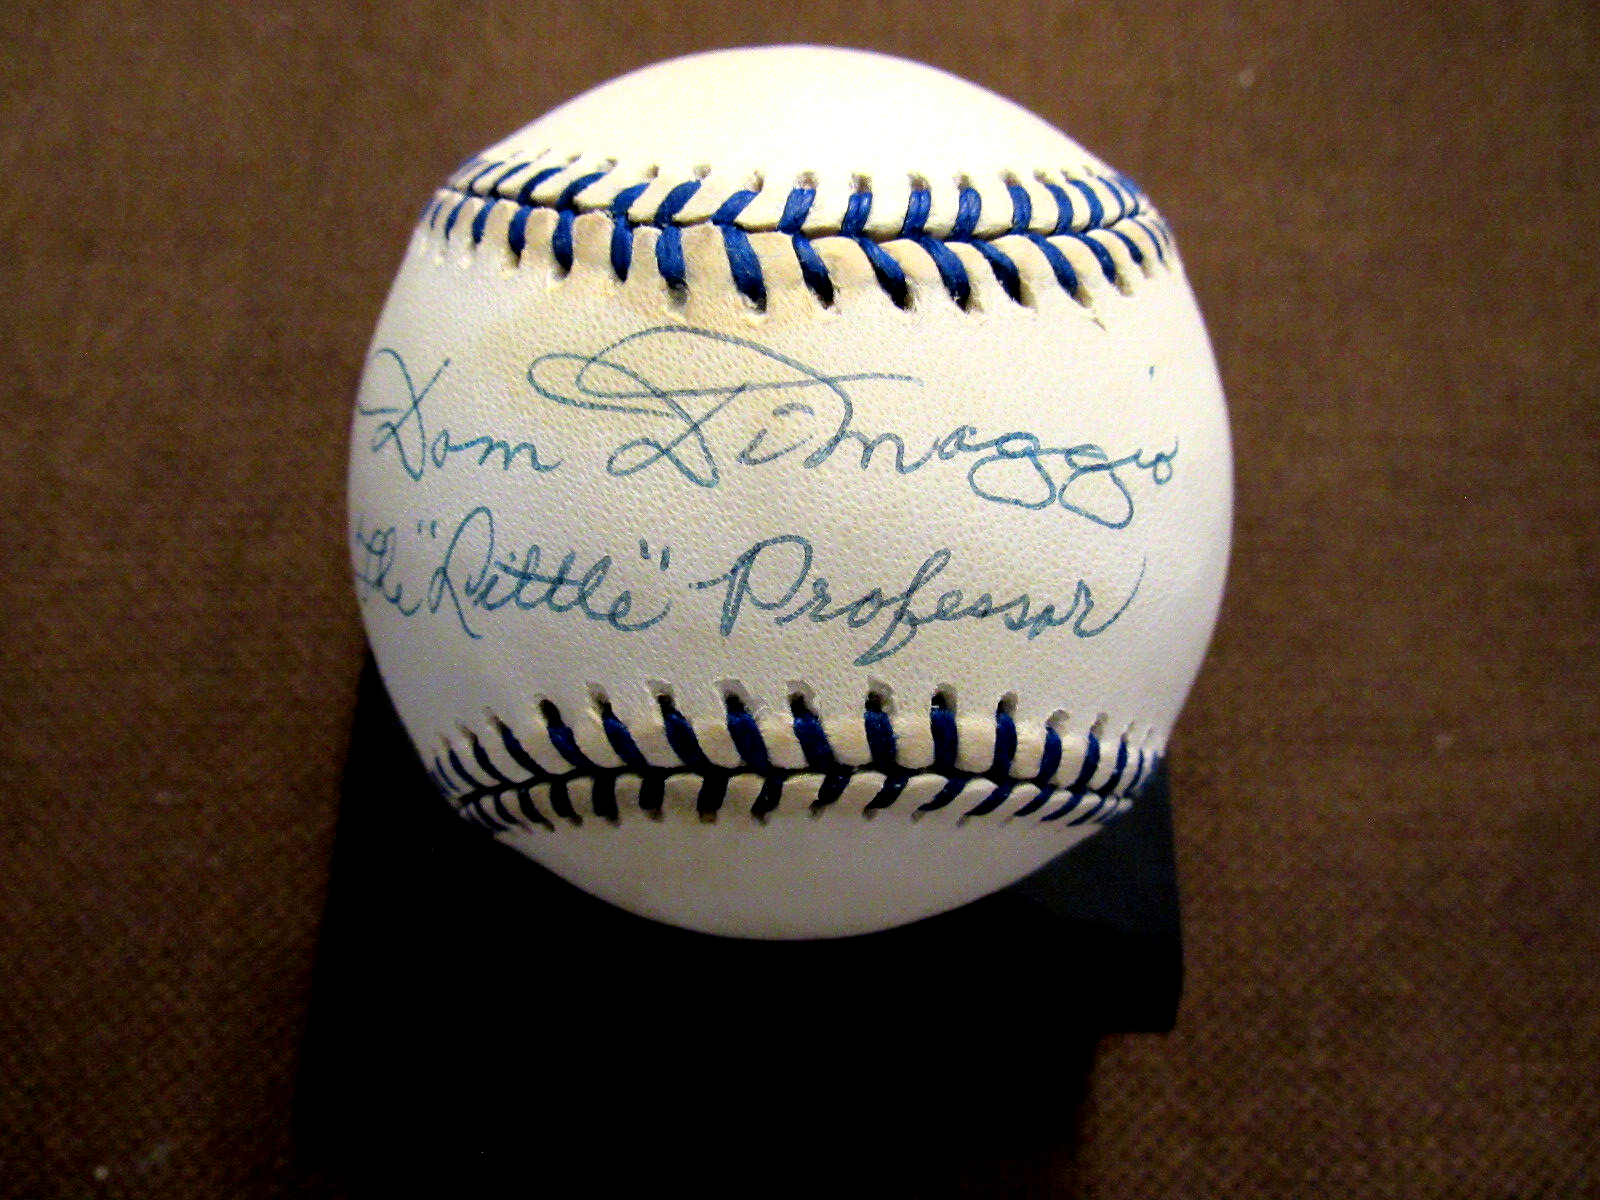 Dom DiMaggio
the "Little" Professor